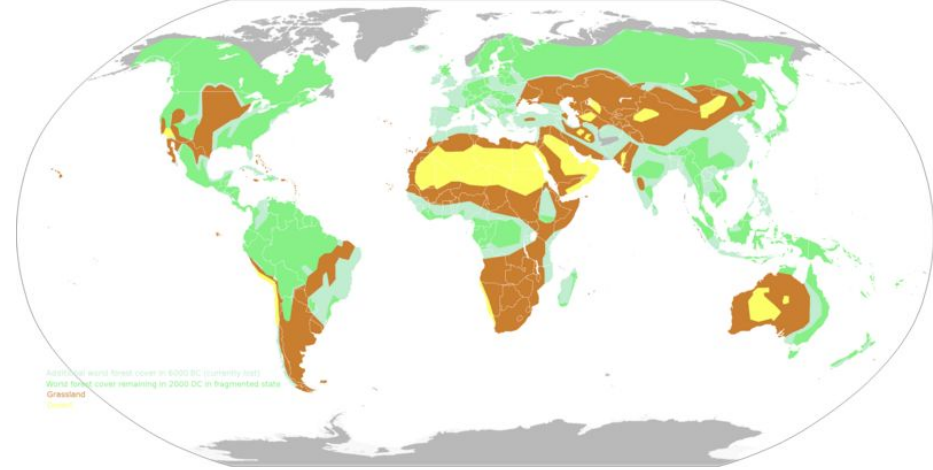 Additional world forest cover in 6000 BC (currently lost)
World forest cover remaining in 2000 DC in fragmented state
Grassland
Desert